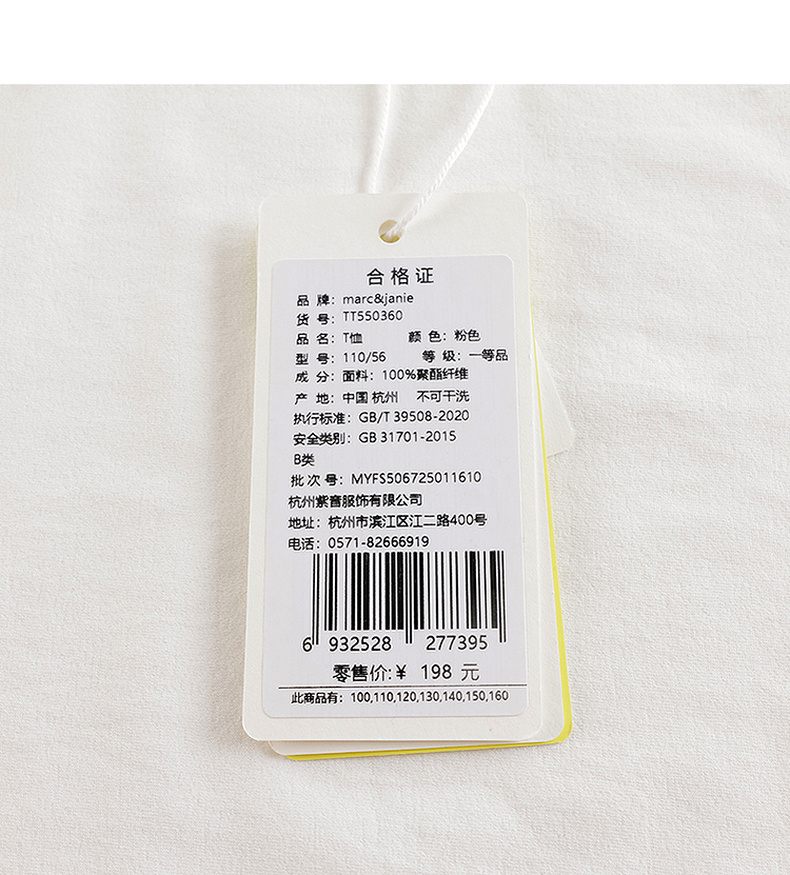 合格证
品 牌：marc&janie
货 号：TT550360
品 名：T恤 颜 色：粉色
型 号：110/56 等 级：一等品
成 分：面料：100%聚酯纤维
产 地：中国 杭州 不可干洗
执行标准：GB/T 39508-2020
安全类别：GB 31701-2015
B类
批 次 号：MYFS506725011610
杭州紫音服饰有限公司
地址：杭州市滨江区江二路400号
电话：0571-82666919
6 932528 277395
零售价:¥ 198 元
此商品有：100,110,120,130,140,150,160